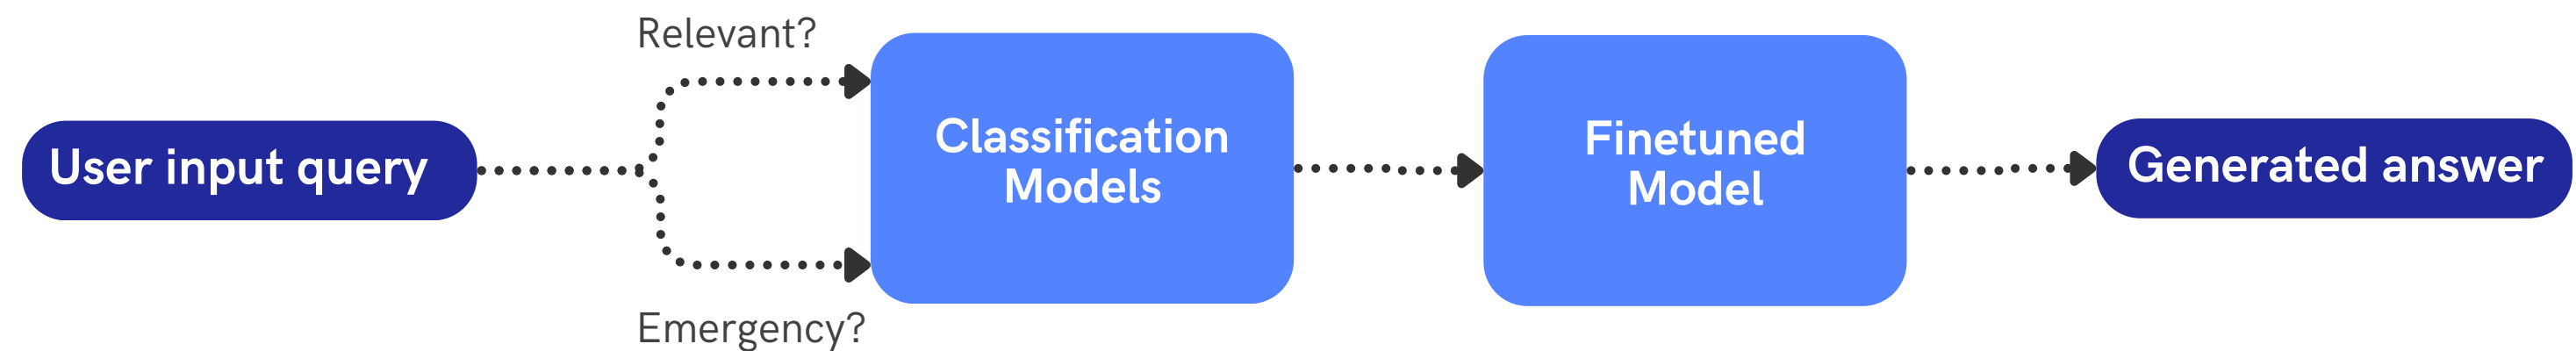 Relevant?
User input query
Classification
Models
Finetuned
Model
Generated answer
Emergency?